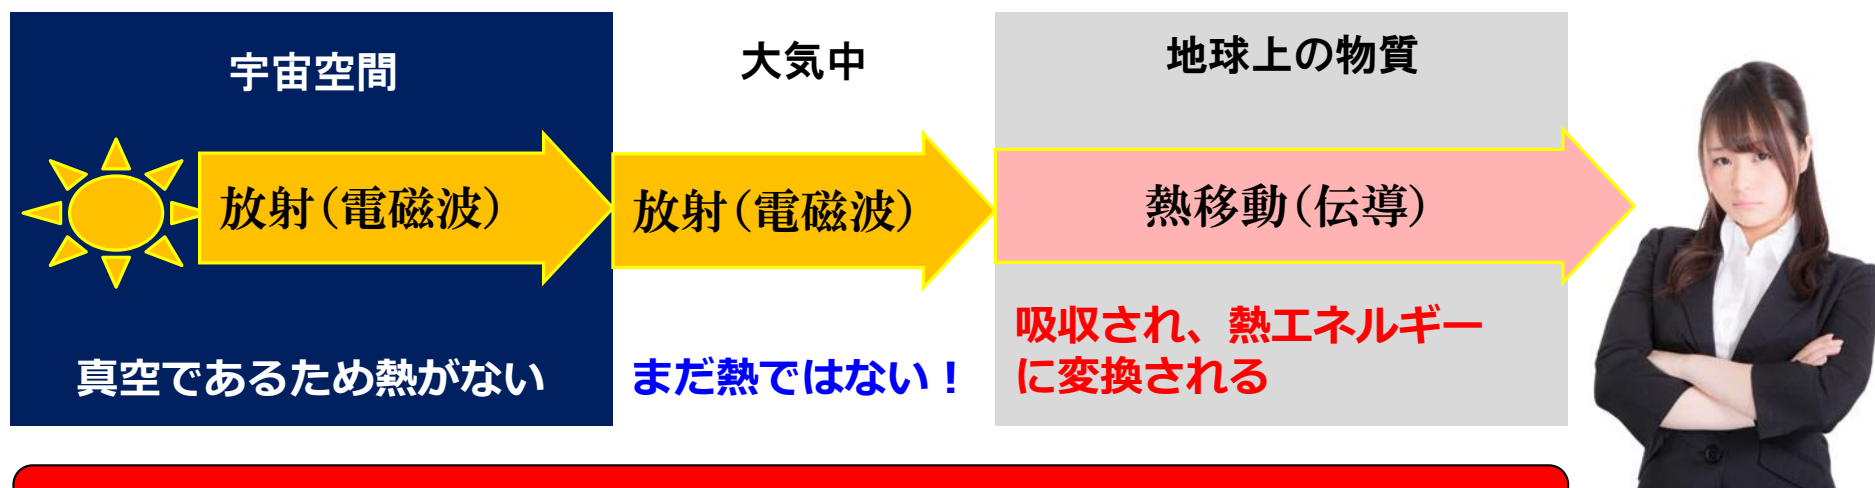 宇宙空間
大気中
地球上の物質
放射(電磁波)
放射(電磁波)
熱移動(伝導)
真空であるため熱がない
まだ熱ではない！
吸収され、熱エネルギー
に変換される